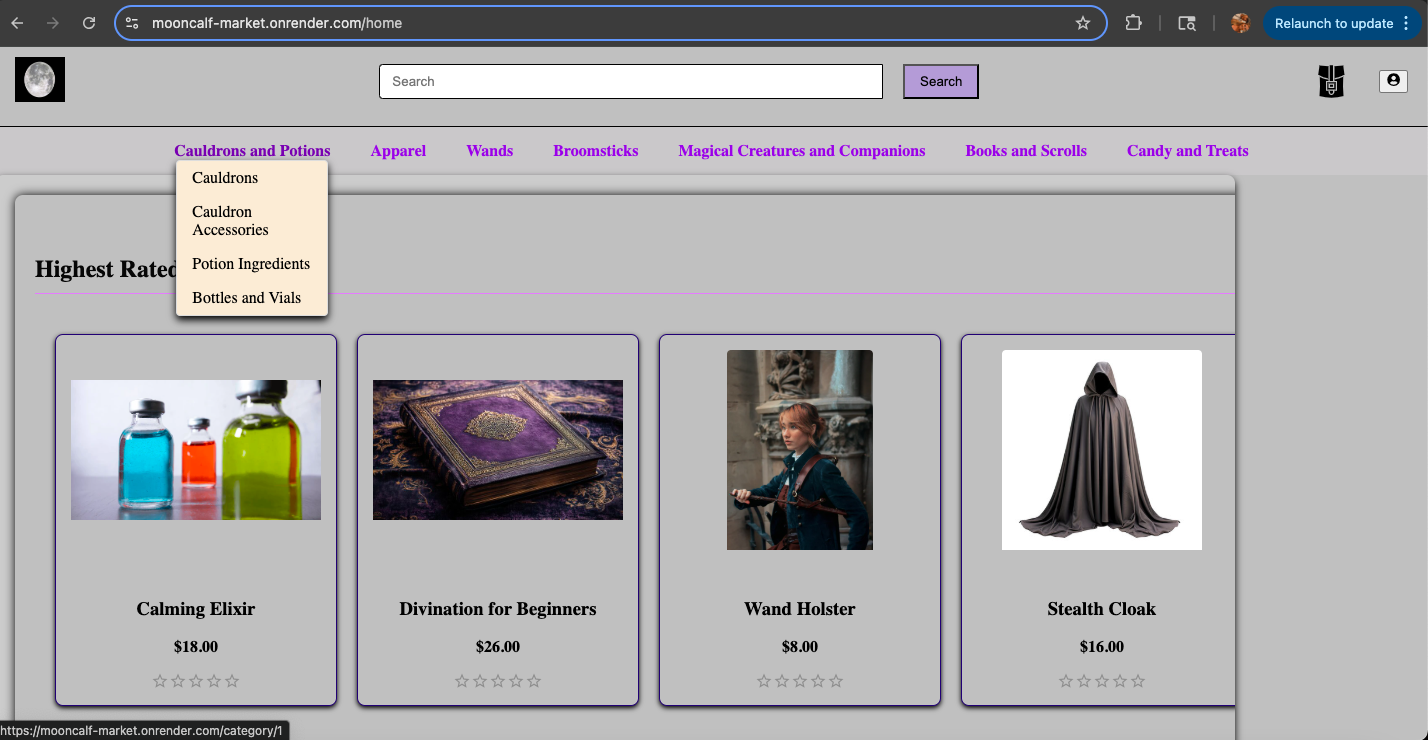 mooncalf-market.onrender.com/home
Relaunch to update
Search
Search
Cauldrons and Potions
Apparel
Wands
Broomsticks
Magical Creatures and Companions
Books and Scrolls
Candy and Treats
Cauldrons
Cauldron
Accessories
Potion Ingredients
Bottles and Vials
Highest Rated
Calming Elixir
Divination for Beginners
Wand Holster
Stealth Cloak
$18.00
$26.00
$8.00
$16.00
https://mooncalf-market.onrender.com/category/1